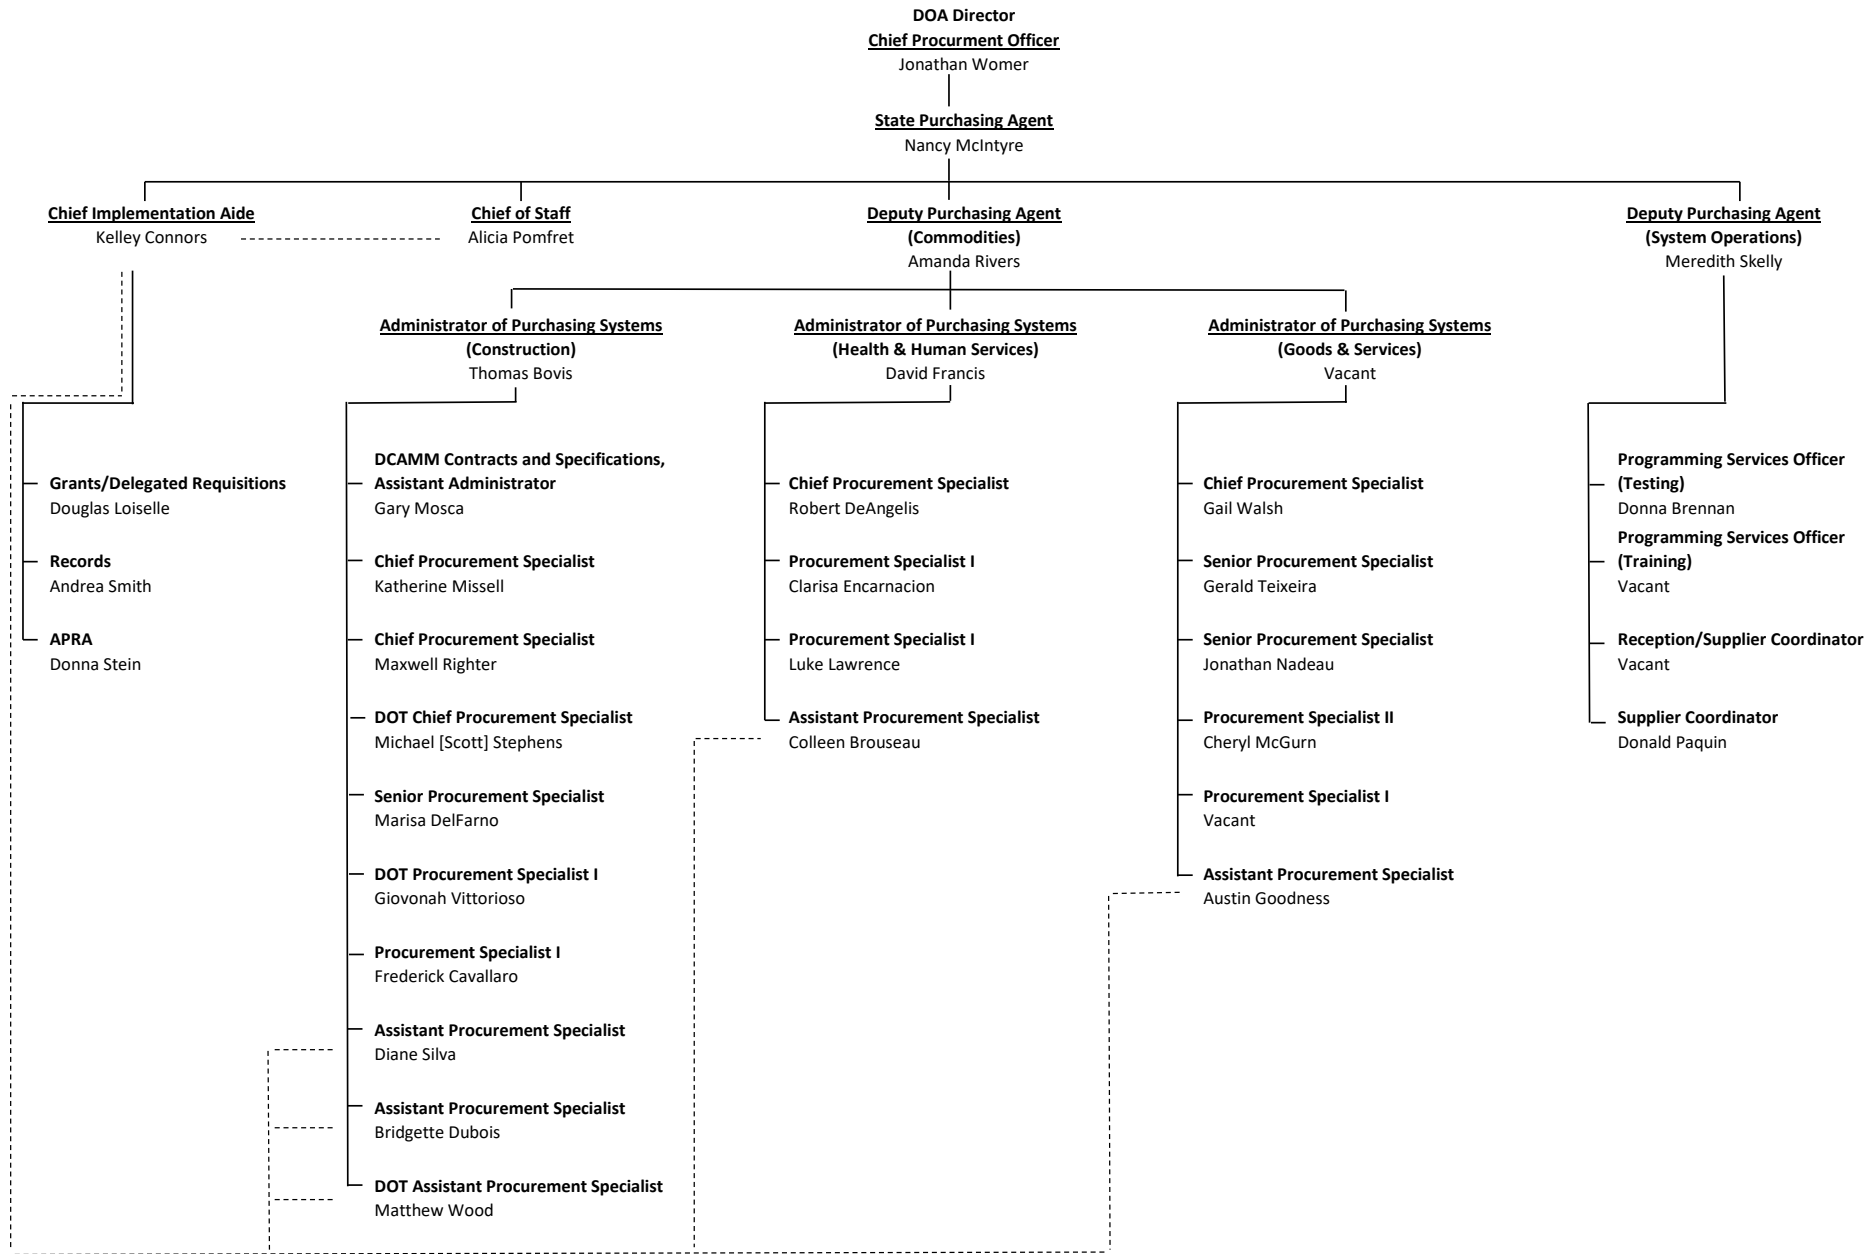 DOA Director
Chief Procurment Officer
Jonathan Womer
State Purchasing Agent
Nancy McIntyre
Chief Implementation Aide
Kelley Connors
Chief of Staff
Alicia Pomfret
Deputy Purchasing Agent
(Commodities)
Amanda Rivers
Deputy Purchasing Agent
(System Operations)
Meredith Skelly
Administrator of Purchasing Systems
(Construction)
Thomas Bovis
Administrator of Purchasing Systems
(Health & Human Services)
David Francis
Administrator of Purchasing Systems
(Goods & Services)
Vacant
Grants/Delegated Requisitions
Douglas Loiselle
Records
Andrea Smith
APRA
Donna Stein
DCAMM Contracts and Specifications,
Assistant Administrator
Gary Mosca
Chief Procurement Specialist
Katherine Missell
Chief Procurement Specialist
Maxwell Righter
DOT Chief Procurement Specialist
Michael [Scott] Stephens
Senior Procurement Specialist
Marisa DelFarno
DOT Procurement Specialist I
Giovonah Vittorioso
Procurement Specialist I
Frederick Cavallaro
Assistant Procurement Specialist
Diane Silva
Assistant Procurement Specialist
Bridgette Dubois
DOT Assistant Procurement Specialist
Matthew Wood
Chief Procurement Specialist
Robert DeAngelis
Procurement Specialist I
Clarisa Encarnacion
Procurement Specialist I
Luke Lawrence
Assistant Procurement Specialist
Colleen Brouseau
Chief Procurement Specialist
Gail Walsh
Senior Procurement Specialist
Gerald Teixeira
Senior Procurement Specialist
Jonathan Nadeau
Procurement Specialist II
Cheryl McGurn
Procurement Specialist I
Vacant
Assistant Procurement Specialist
Austin Goodness
Programming Services Officer
(Testing)
Donna Brennan
Programming Services Officer
(Training)
Vacant
Reception/Supplier Coordinator
Vacant
Supplier Coordinator
Donald Paquin